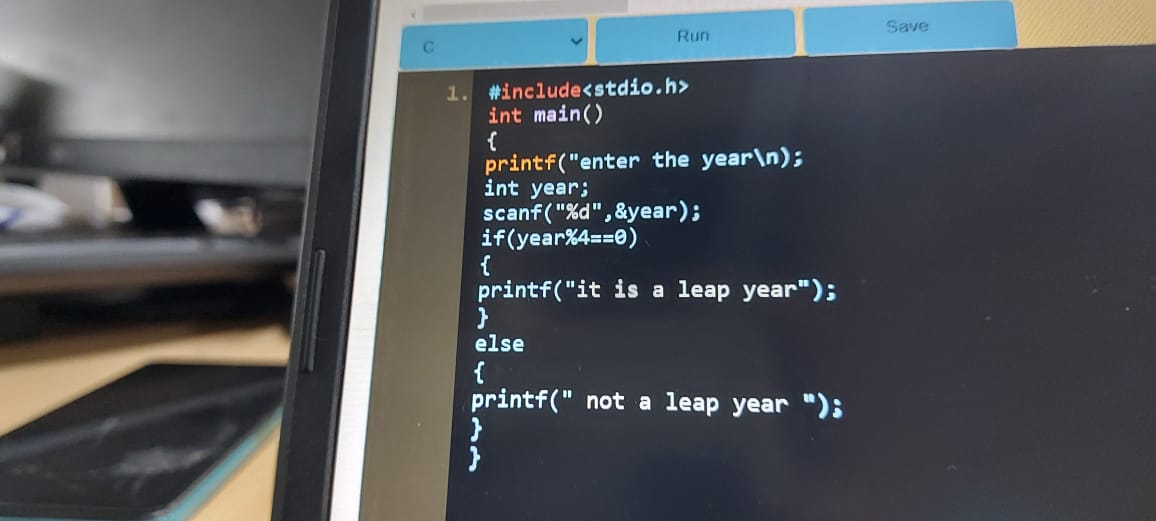 C
Run
Save
1. #include<stdio.h>
int main()
{
printf("enter the year\n);
int year;
scanf("%d",&year);
if(year%4==0)
{
printf("it is a leap year");
}
else
{
printf(" not a leap year ");
}
}